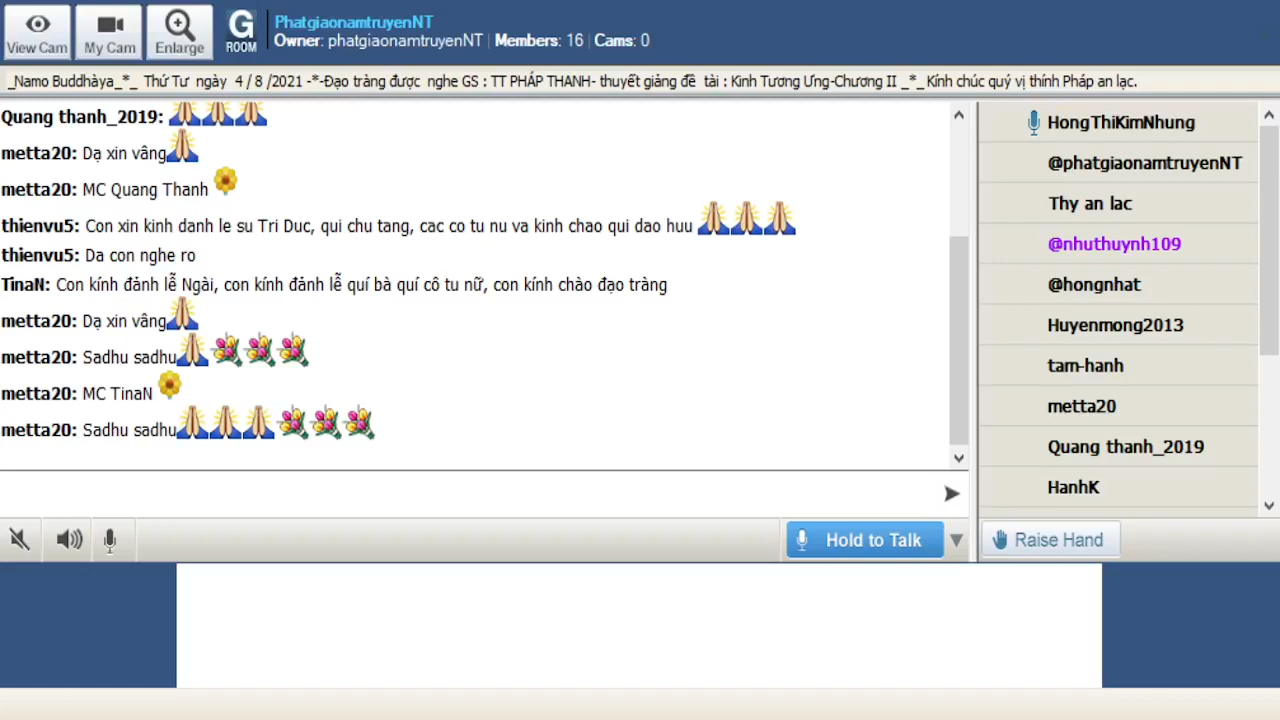 View Cam
My Cam
Enlarge
G
ROOM
PhatgiaonamtruyenNT
Owner: phatgiaonamtruyenNT | Members: 16 | Cams: 0
_Namo Buddhàya_*_ Thứ Tư ngày 4 / 8 /2021 -*-Đạo tràng được nghe GS : TT PHÁP THANH- thuyết giảng đề tài : Kinh Tương Ưng-Chương II _*_ Kính chúc quý vị thính Pháp an lạc.
Quang thanh_2019:
metta20: Dạ xin vâng
metta20: MC Quang Thanh
thienvu5: Con xin kinh danh le su Tri Duc, qui chu tang, cac co tu nu va kinh chao qui dao huu
thienvu5: Da con nghe ro
TinaN: Con kính đảnh lễ Ngài, con kính đảnh lễ quí bà quí cô tu nữ, con kính chào đạo tràng
metta20: Dạ xin vâng
metta20: Sadhu sadhu
metta20: MC TinaN
metta20: Sadhu sadhu
HongThiKimNhung
@phatgiaonamtruyenNT
Thy an lac
@nhuthuynh109
@hongnhat
Huyenmong2013
tam-hanh
metta20
Quang thanh_2019
HanhK
Hold to Talk
Raise Hand